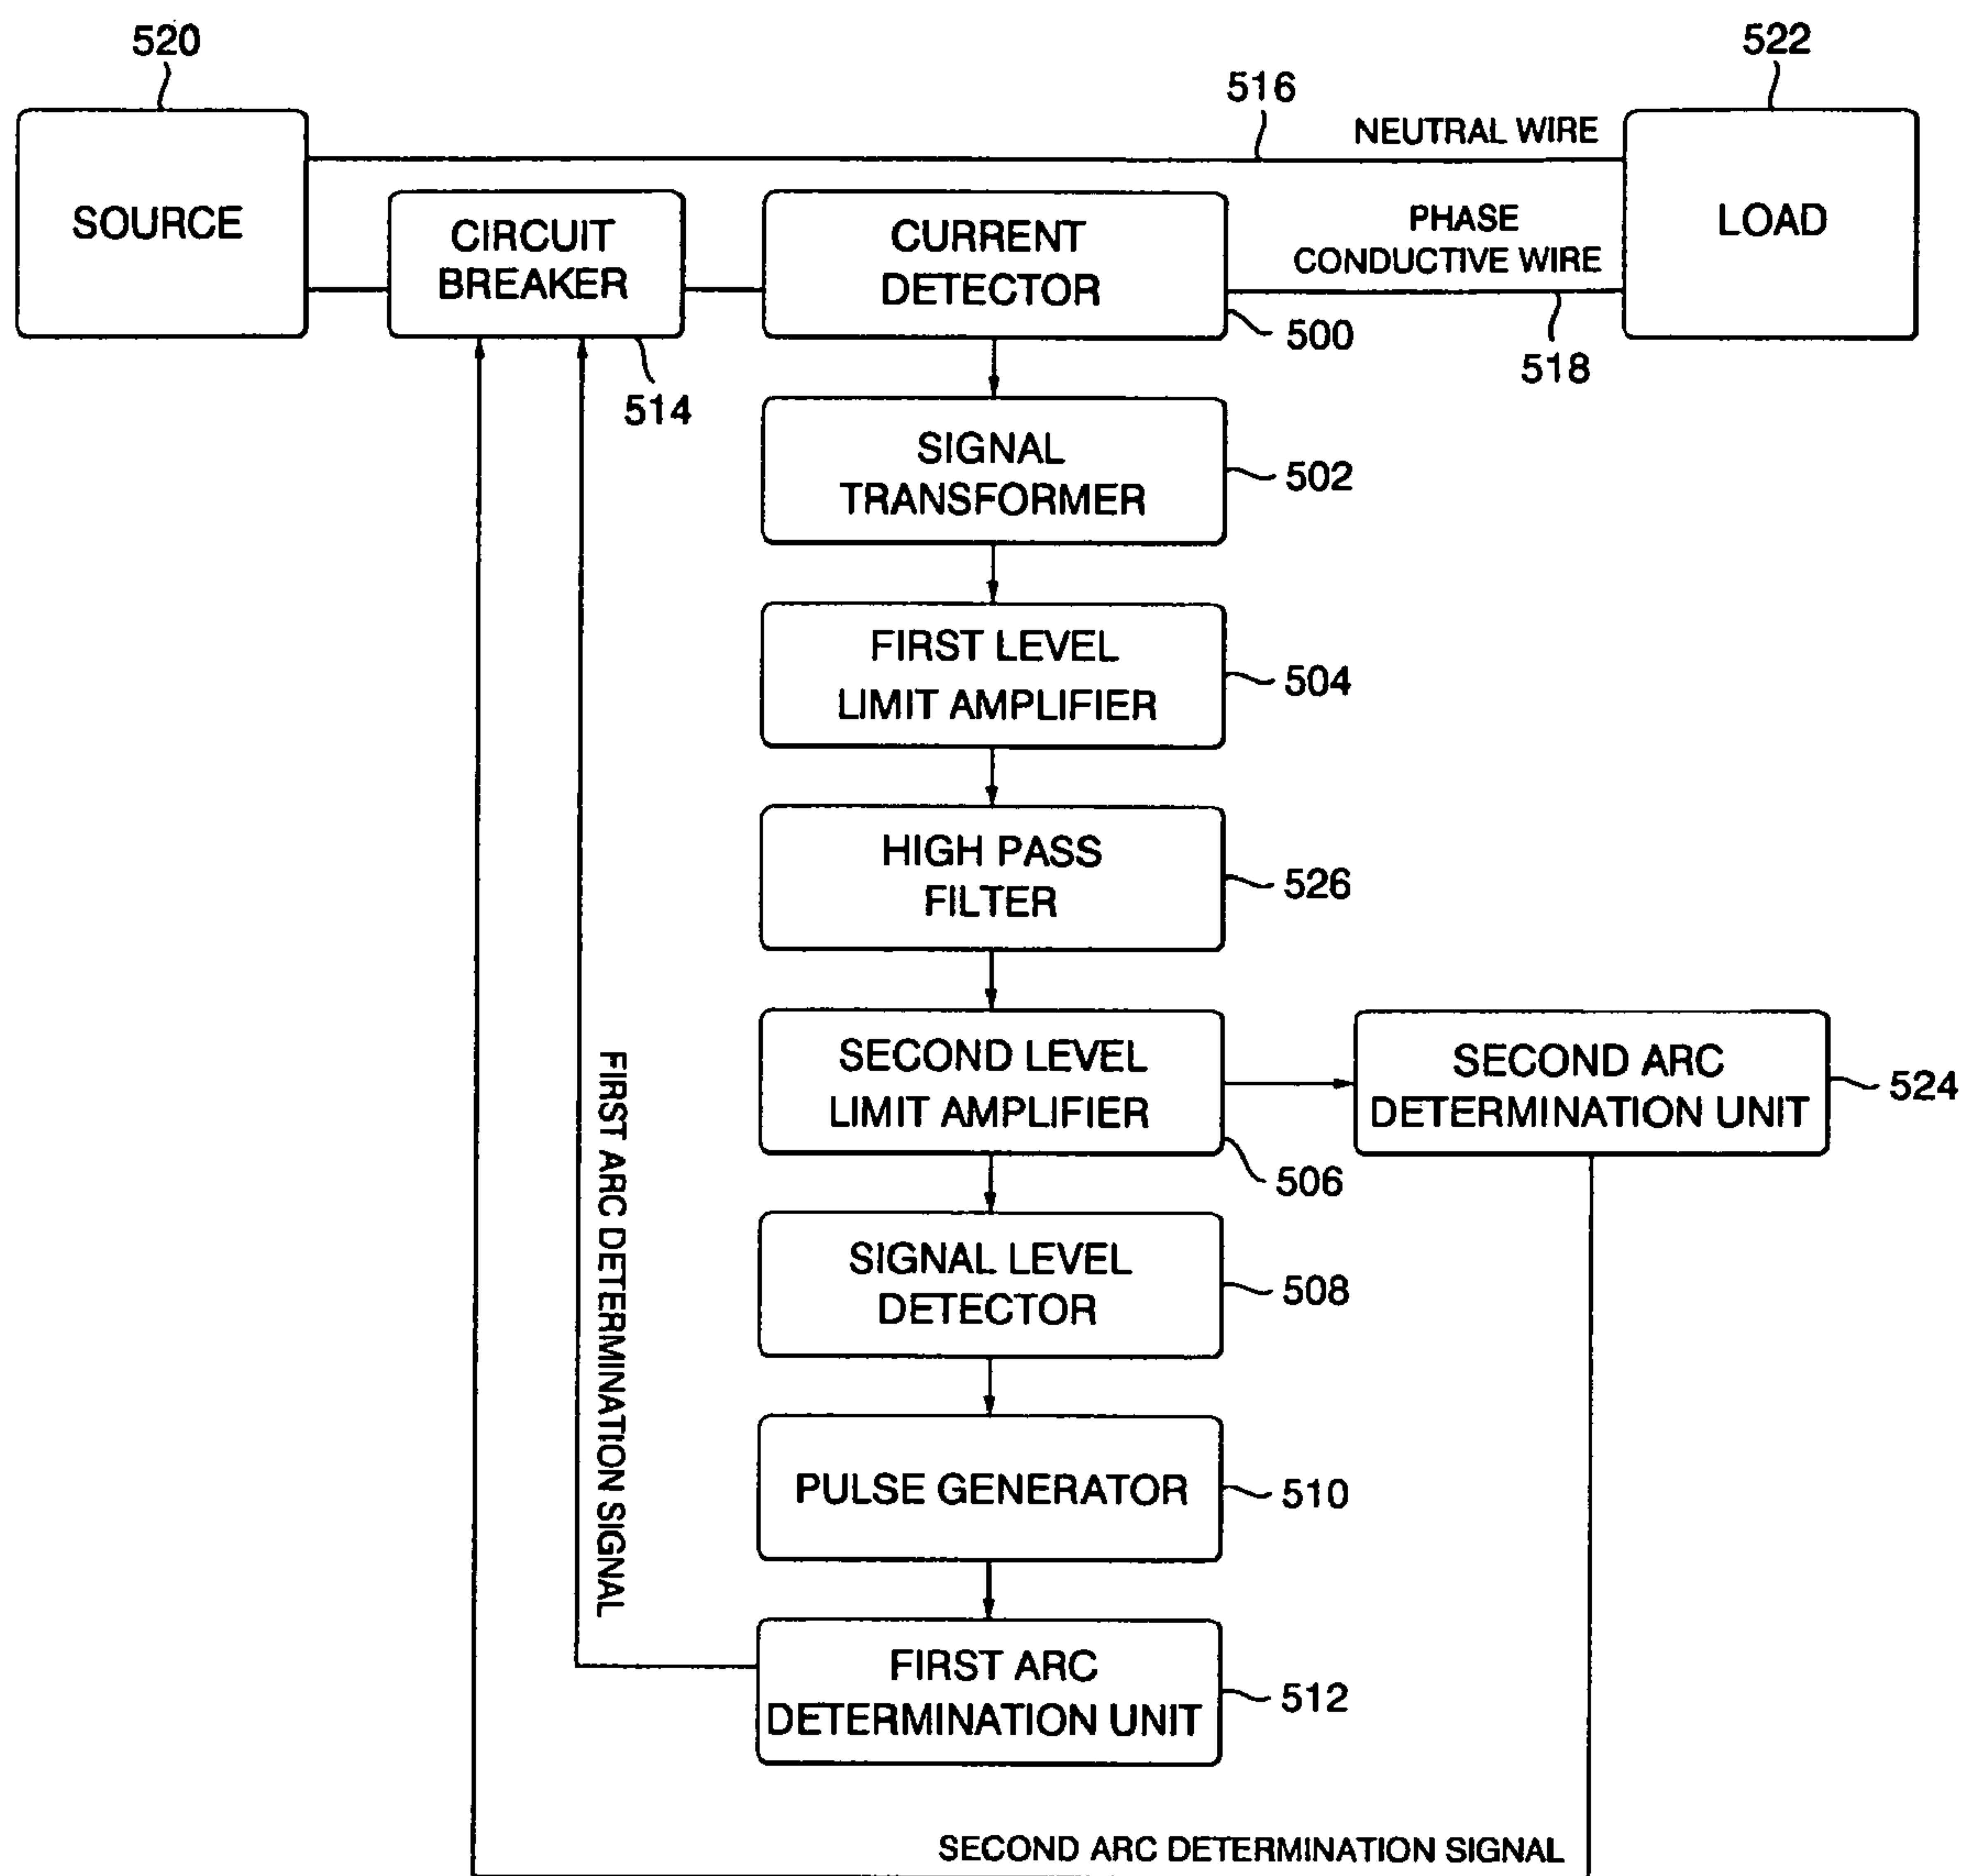 520
522
516
NEUTRAL WIRE
SOURCE
CIRCUIT
BREAKER
CURRENT
DETECTOR
PHASE
CONDUCTIVE WIRE
LOAD
500
518
514
SIGNAL
TRANSFORMER
502
FIRST LEVEL
LIMIT AMPLIFIER
504
HIGH PASS
FILTER
526
SECOND LEVEL
LIMIT AMPLIFIER
506
SECOND ARC
DETERMINATION UNIT
524
FIRST ARC DETERMINATION SIGNAL
SIGNAL LEVEL
DETECTOR
508
PULSE GENERATOR
510
FIRST ARC
DETERMINATION UNIT
512
SECOND ARC DETERMINATION SIGNAL